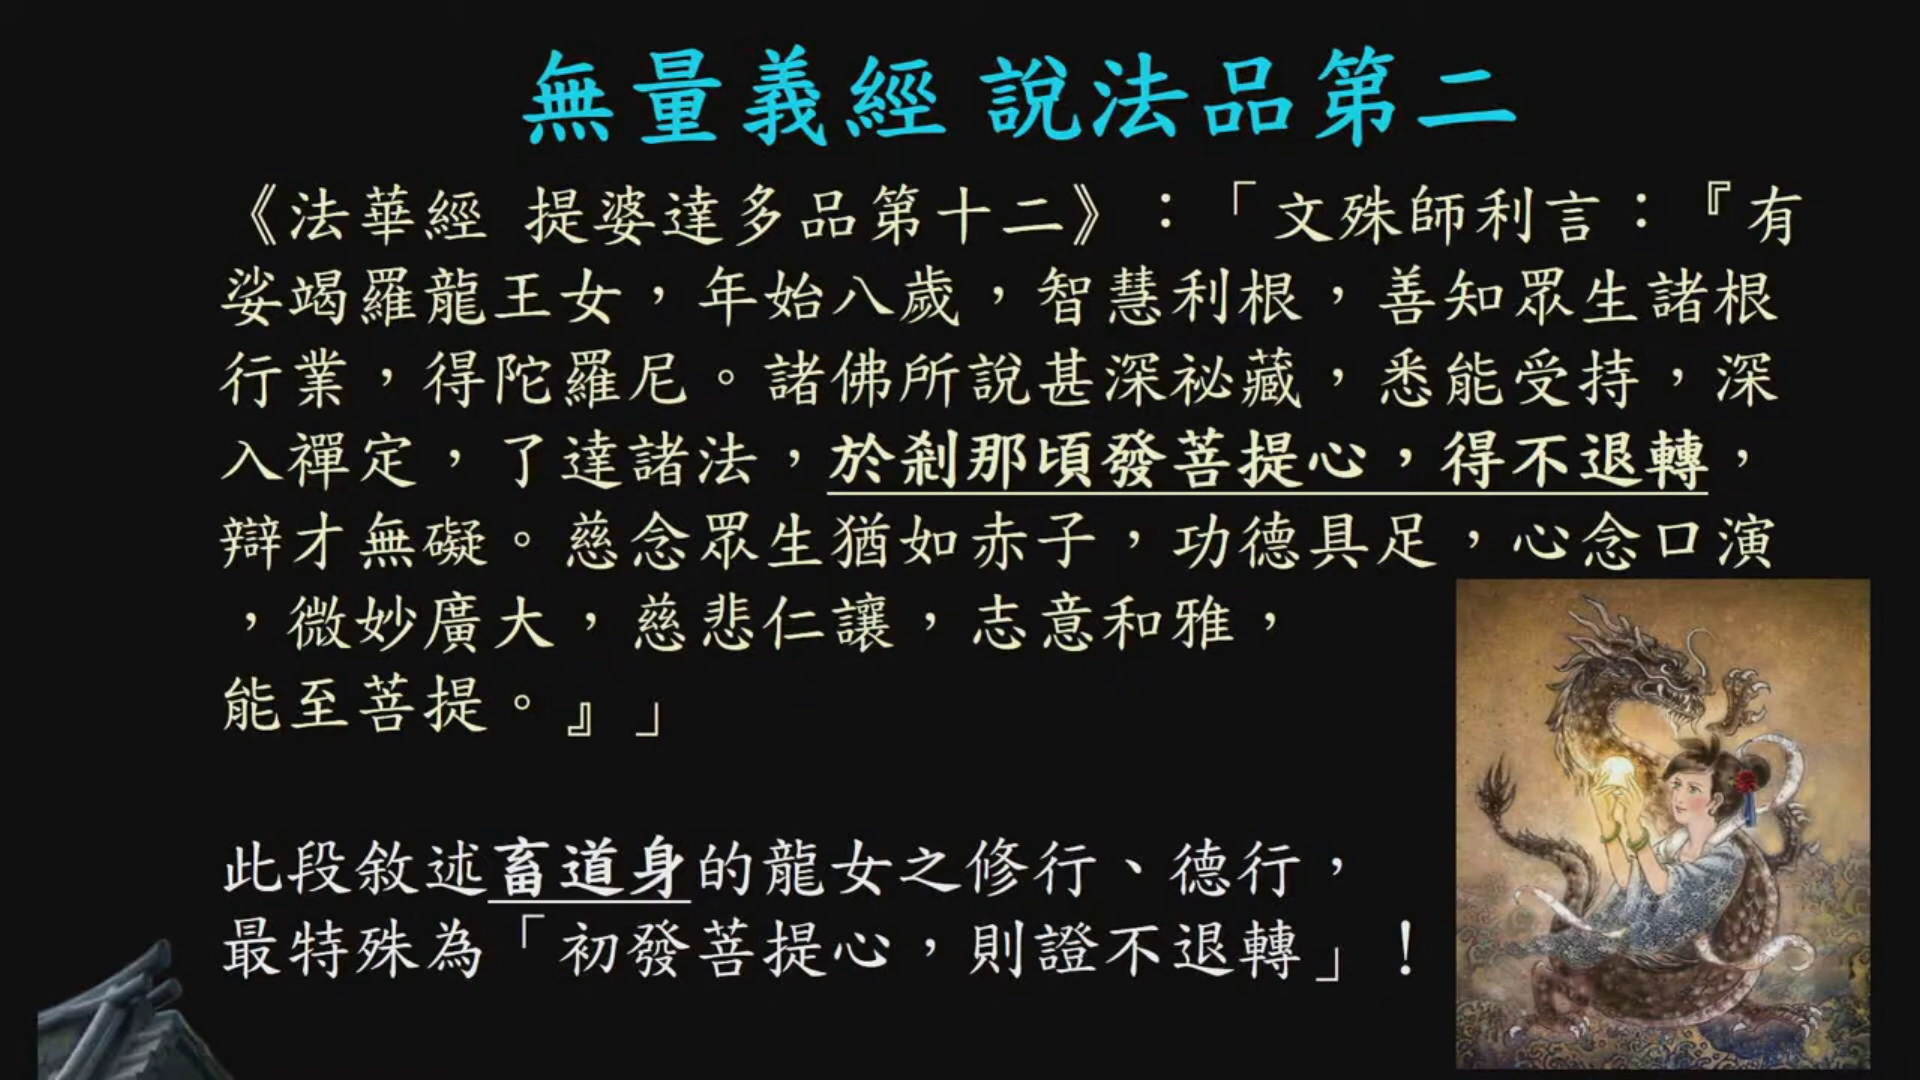 無量義經 說法品第二
《法華經 提婆達多品第十二》：「文殊師利言：『有
娑竭羅龍王女，年始八歲，智慧利根，善知眾生諸根
行業，得陀羅尼。諸佛所說甚深祕藏，悉能受持，深
入禪定，了達諸法，於剎那頃發菩提心，得不退轉，
辯才無礙。慈念眾生猶如赤子，功德具足，心念口演
，微妙廣大，慈悲仁讓，志意和雅，
能至菩提。』」
此段敘述畜道身的龍女之修行、德行，
最特殊為「初發菩提心，則證不退轉」！